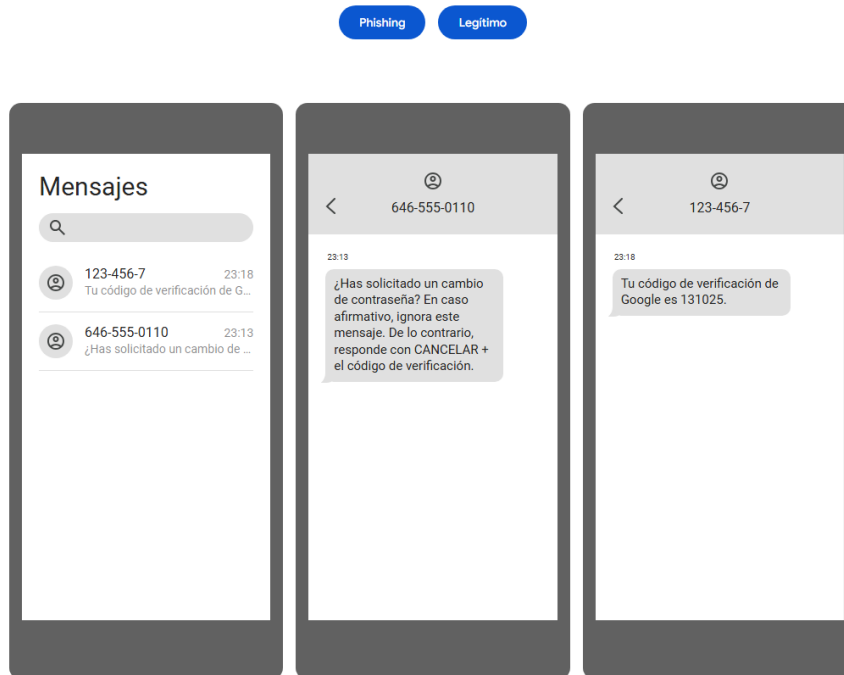 Phishing
Legítimo
Mensajes
123-456-7
23:18
Tu código de verificación de G...
646-555-0110
23:13
¿Has solicitado un cambio de ...
646-555-0110
23:13
¿Has solicitado un cambio
de contraseña? En caso
afirmativo, ignora este
mensaje. De lo contrario,
responde con CANCELAR +
el código de verificación.
123-456-7
23:18
Tu código de verificación de
Google es 131025.